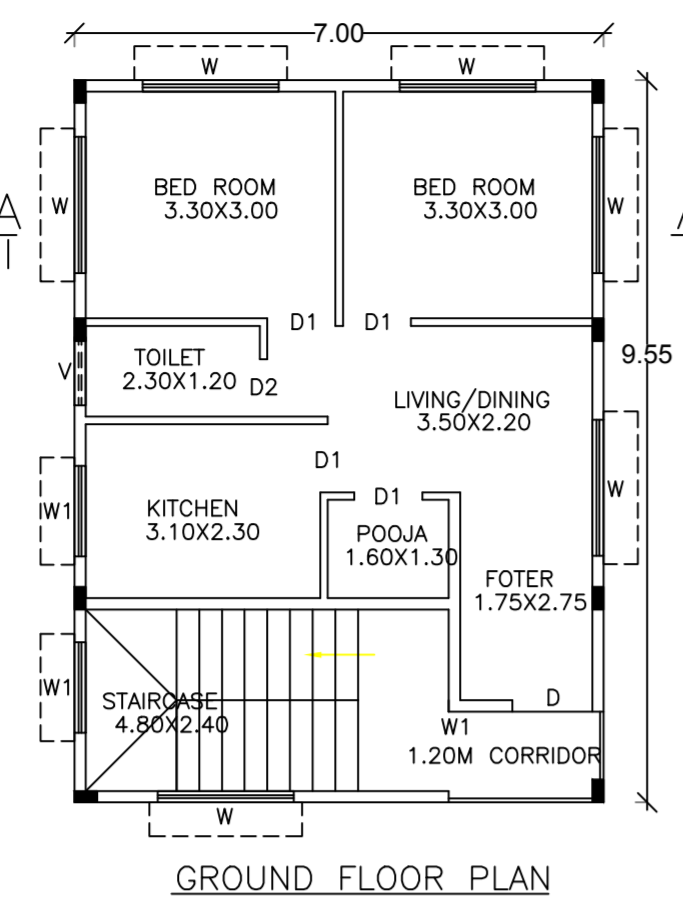 7.00
W
W
BED ROOM
3.30X3.00
BED ROOM
3.30X3.00
A
W
W
I
D1
D1
9.55
TOILET
2.30X1.20
V
D2
LIVING/DINING
3.50X2.20
D1
W
D1
KITCHEN
3.10X2.30
W1
POOJA
1.60X1.30
FOTER
1.75X2.75
W1
STAIRCASE
4.80X2.40
D
W1
1.20M CORRIDOR
W
GROUND FLOOR PLAN